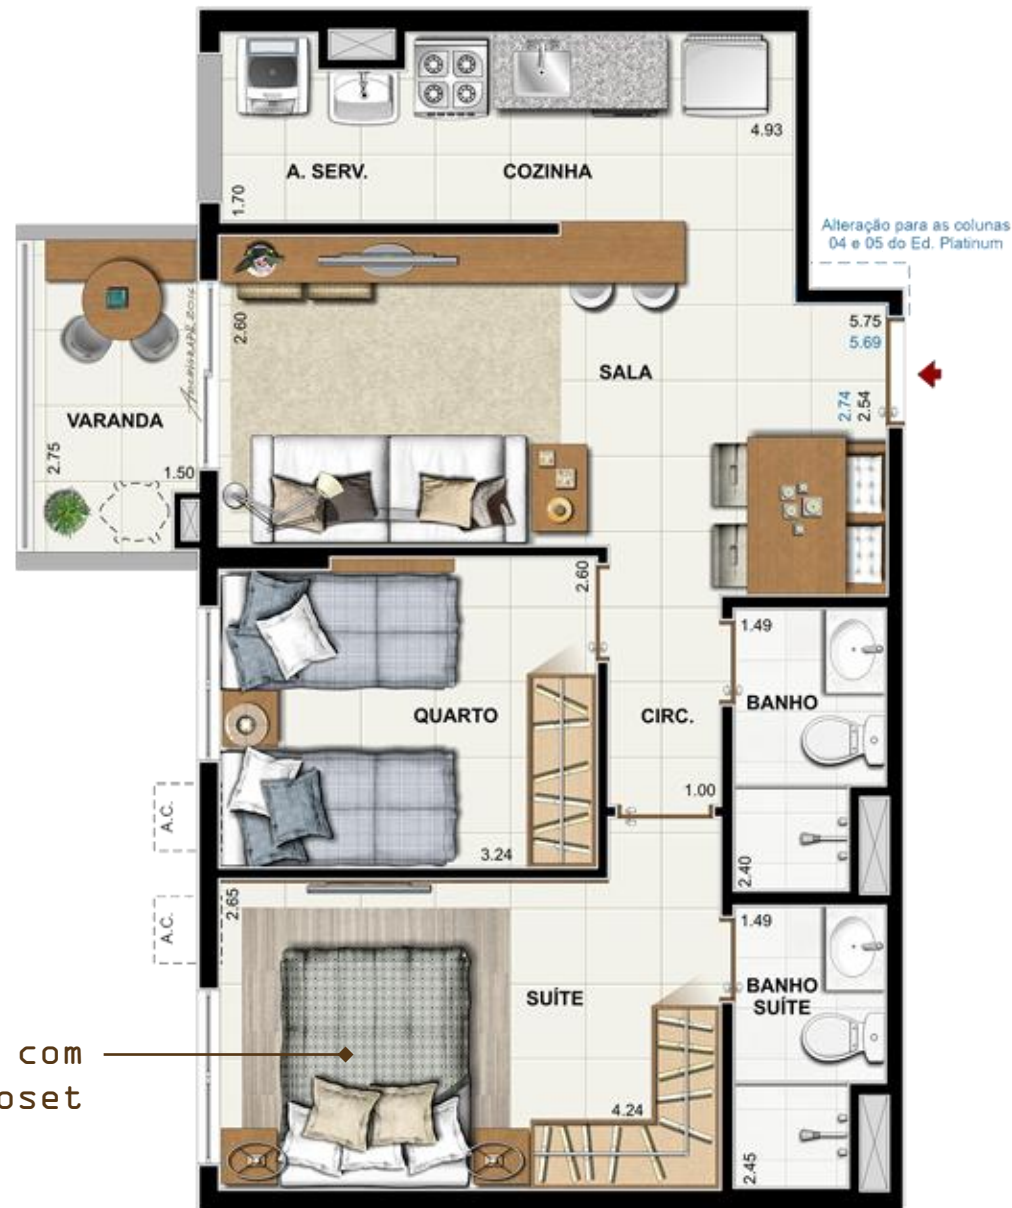 4.93
A. SERV.
COZINHA
1.70
Alteração para as colunas
04 e 05 do Ed. Platinum
5.75
5.69
2.60
SALA
2.74
2.54
VARANDA
2.75
1.50
2.60
1.49
QUARTO
CIRC.
BANHO
A.C.
1.00
3.24
2.40
2.65
A.C.
1.49
SUÍTE
BANHO
SUÍTE
com
4.24
2.45